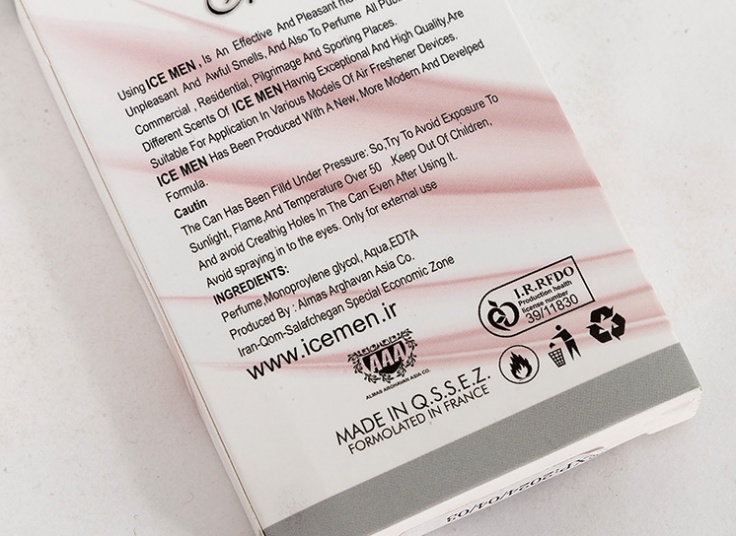 Using ICE MEN , Is An Effective And Pleasant
Unpleasant And Awful Smells, And Also To Perfume All
Commercial , Residential, Pilgrimage And Sporting Places.
Different Scents Of ICE MEN Havnig Exceptional And High Quality,Are
Suitable For Application In Various Models Of Air Freshener Devices.
ICE MEN Has Been Produced With A New, More Modern And Develped
Formula.
Cautin
The Can Has Been Filld Under Pressure: So,Try To Avoid Exposure To
Sunlight, Flame,And Temperature Over 50 .Keep Out Of Children,
And avoid Creathig Holes In The Can Even After Using It.
Avoid spraying in to the eyes. Only for external use
INGREDIENTS:
Perfume,Monoproylene glycol, Aqua,EDTA
Produced By : Almas Arghavan Asia Co.
Iran-Qom-Salafchegan Special Economic Zone
www.icemen.ir
AAA
ALMAS ARGHAVAN ASIA CO.
I.R.RFDO
Production health
license number
39/11830
MADE IN Q.S.S.E.Z.
FORMOLATED IN FRANCE
XP:2024/04/03